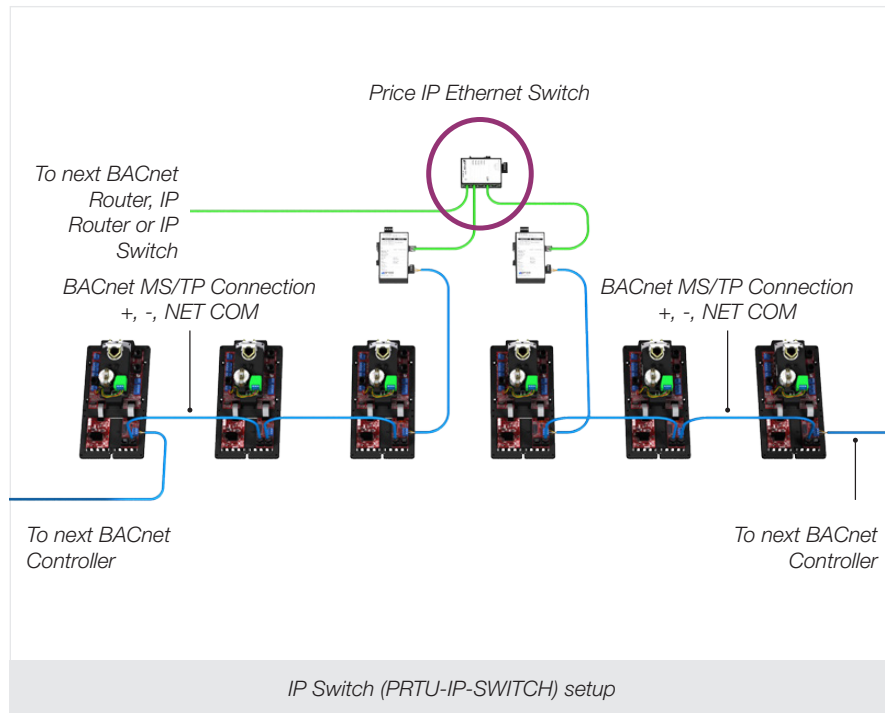 Price IP Ethernet Switch
To next BACnet
Router, IP
Router or IP
Switch
BACnet MS/TP Connection
+, -, NET COM
BACnet MS/TP Connection
+, -, NET COM
To next BACnet
Controller
To next BACnet
Controller
IP Switch (PRTU-IP-SWITCH) setup